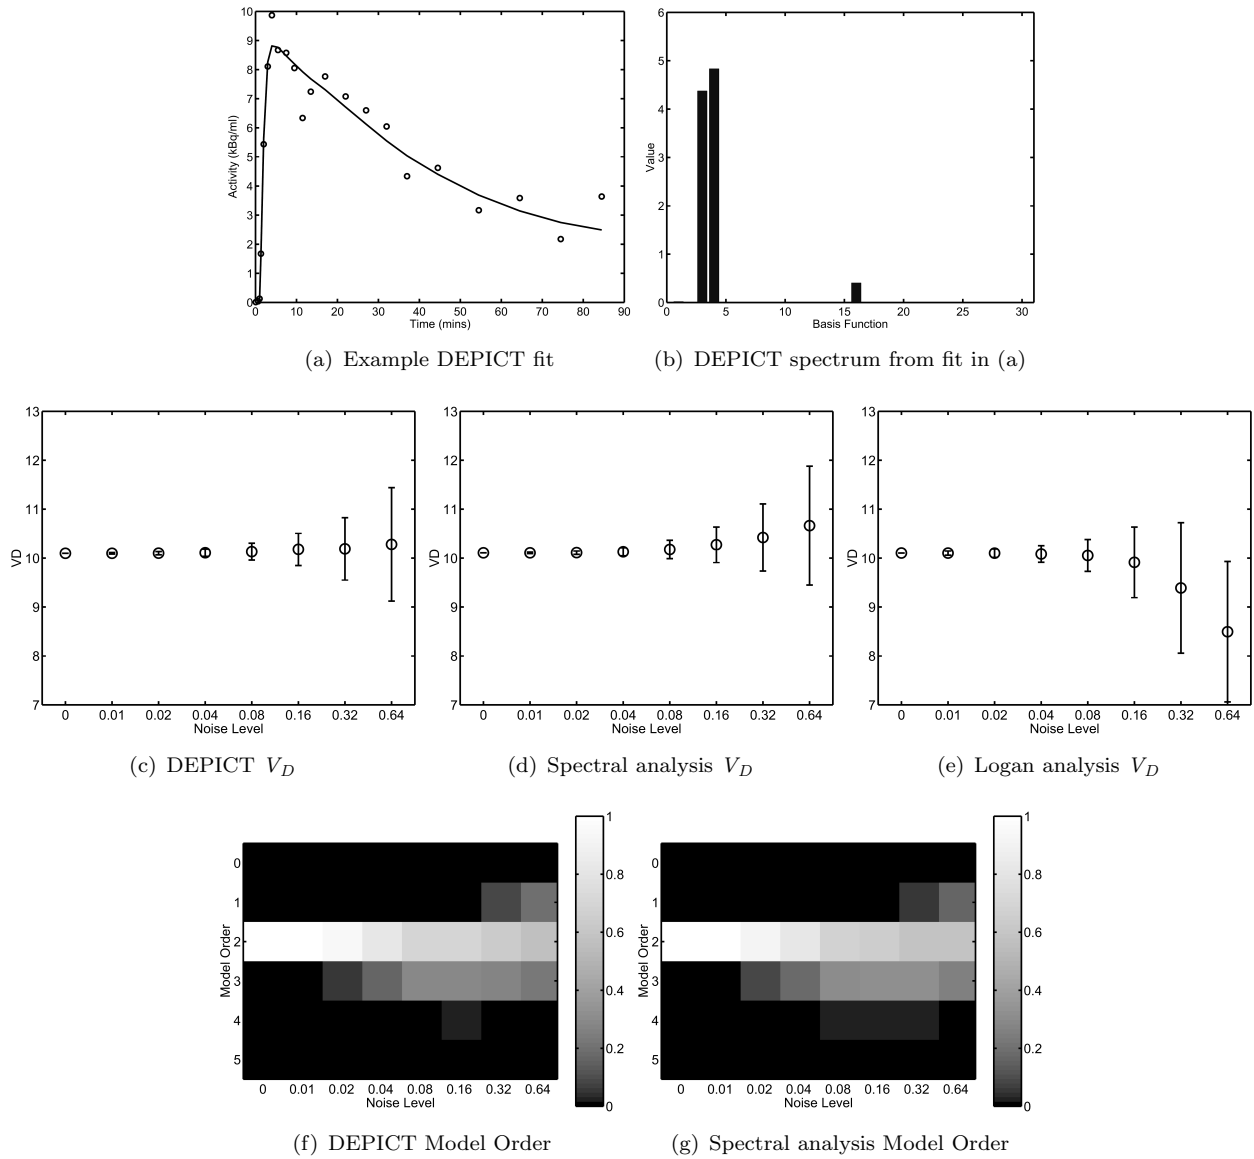 10
9
8
7
6
5
4
3
2
1
0
Activity (kBq/ml)
0 10 20 30 40 50 60 70 80 90
Time (mins)
(a) Example DEPICT fit
6
5
4
3
2
1
0
Value
0 5 10 15 20 25 30
Basis Function
(b) DEPICT spectrum from fit in (a)
13
12
11
10
9
8
7
VD
0 0.01 0.02 0.04 0.08 0.16 0.32 0.64
Noise Level
(c) DEPICT V_D
13
12
11
10
9
8
7
VD
0 0.01 0.02 0.04 0.08 0.16 0.32 0.64
Noise Level
(d) Spectral analysis V_D
13
12
11
10
9
8
7
VD
0 0.01 0.02 0.04 0.08 0.16 0.32 0.64
Noise Level
(e) Logan analysis V_D
0
1
2
3
4
5
Model Order
0 0.01 0.02 0.04 0.08 0.16 0.32 0.64
Noise Level
1
0.8
0.6
0.4
0.2
0
(f) DEPICT Model Order
0
1
2
3
4
5
Model Order
0 0.01 0.02 0.04 0.08 0.16 0.32 0.64
Noise Level
1
0.8
0.6
0.4
0.2
0
(g) Spectral analysis Model Order